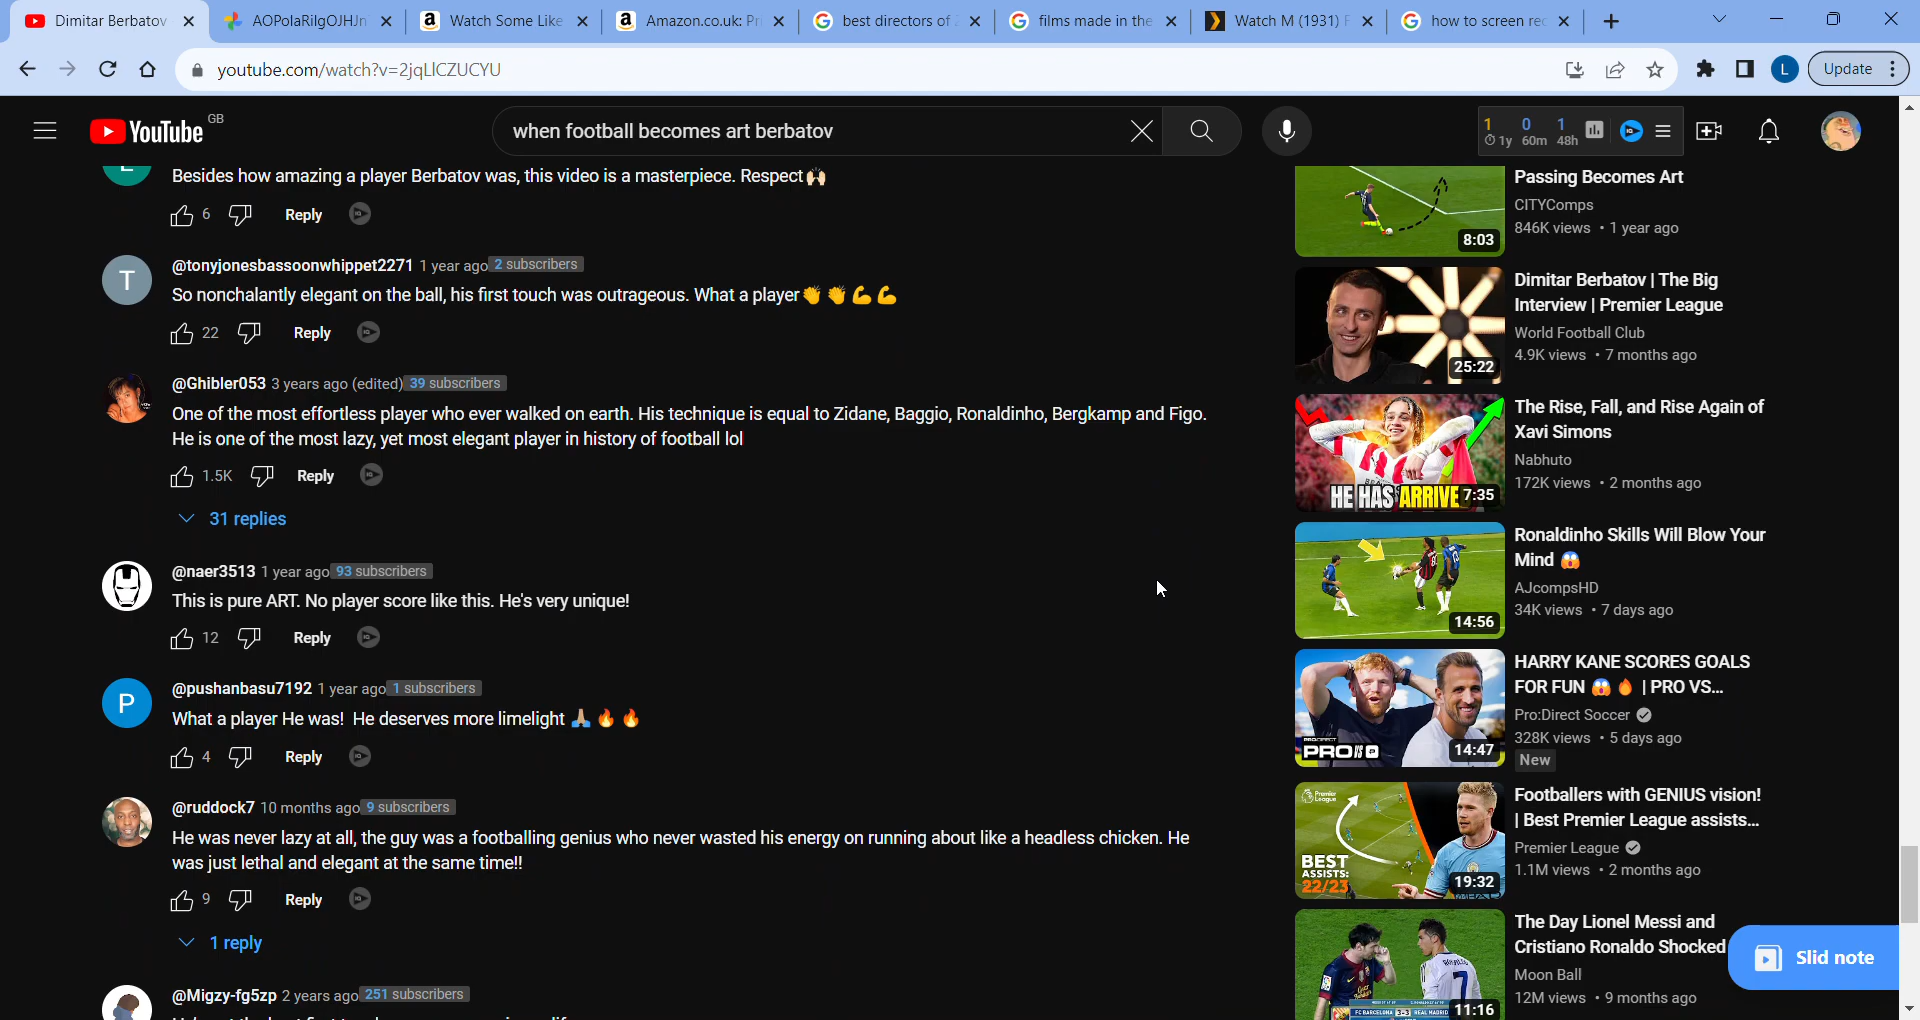 Dimitar Berbatov
AOPolaRilgOJHJn
Watch Some Like
Amazon.co.uk: Pr
best directors of 2
films made in the
Watch M (1931) F
how to screen rec
youtube.com/watch?v=2jqLlCZUCYU
L
Update
YouTube GB
when football becomes art berbatov
1 0 1
1y 60m 48h
IQ
Besides how amazing a player Berbatov was, this video is a masterpiece. Respect🙌🏻
6 Reply
T
@tonyjonesbassoonwhippet2271 1 year ago 2 subscribers
So nonchalantly elegant on the ball, his first touch was outrageous. What a player👏 👏 💪 💪
22 Reply
@Ghibler053 3 years ago (edited) 39 subscribers
One of the most effortless player who ever walked on earth. His technique is equal to Zidane, Baggio, Ronaldinho, Bergkamp and Figo.
He is one of the most lazy, yet most elegant player in history of football lol
1.5K Reply
31 replies
@naer3513 1 year ago 93 subscribers
This is pure ART. No player score like this. He's very unique!
12 Reply
P
@pushanbasu7192 1 year ago 1 subscribers
What a player He was! He deserves more limelight 🙏🏽 🔥 🔥
4 Reply
@ruddock7 10 months ago 9 subscribers
He was never lazy at all, the guy was a footballing genius who never wasted his energy on running about like a headless chicken. He
was just lethal and elegant at the same time!!
9 Reply
1 reply
@Migzy-fg5zp 2 years ago 251 subscribers
Passing Becomes Art
CITYComps
846K views • 1 year ago
8:03
Dimitar Berbatov | The Big
Interview | Premier League
World Football Club
4.9K views • 7 months ago
25:22
The Rise, Fall, and Rise Again of
Xavi Simons
Nabhuto
172K views • 2 months ago
HE HAS ARRIVE 7:35
Ronaldinho Skills Will Blow Your
Mind 😱
AJcompsHD
34K views • 7 days ago
14:56
HARRY KANE SCORES GOALS
FOR FUN 😱 🔥 | PRO VS...
Pro:Direct Soccer
328K views • 5 days ago
New
PRO VS
14:47
Footballers with GENIUS vision!
| Best Premier League assists...
Premier League
1.1M views • 2 months ago
Premier League
BEST
ASSISTS:
22/23
19:32
The Day Lionel Messi and
Cristiano Ronaldo Shocked
Moon Ball
12M views • 9 months ago
7
FC BARCELONA 3-3 REAL MADRID
11:16
Slid note